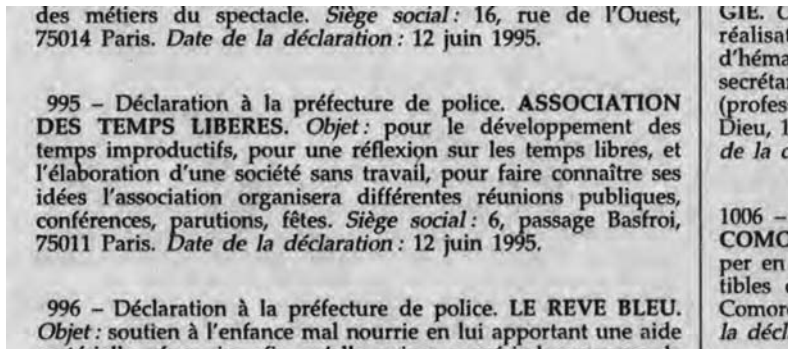 des métiers du spectacle. Siège social : 16, rue de l'Ouest,
75014 Paris. Date de la déclaration : 12 juin 1995.
995 – Déclaration à la préfecture de police. ASSOCIATION
DES TEMPS LIBERES. Objet : pour le développement des
temps improductifs, pour une réflexion sur les temps libres, et
l'élaboration d'une société sans travail, pour faire connaître ses
idées l'association organisera différentes réunions publiques,
conférences, parutions, fêtes. Siège social : 6, passage Basfroi,
75011 Paris. Date de la déclaration : 12 juin 1995.
996 – Déclaration à la préfecture de police. LE REVE BLEU.
Objet : soutien à l'enfance mal nourrie en lui apportant une aide
GIE.
réalisat
d'héma
secrétar
(profes
Dieu, 1
de la d
1006 –
COMO
per en
tibles
Comor
la décl